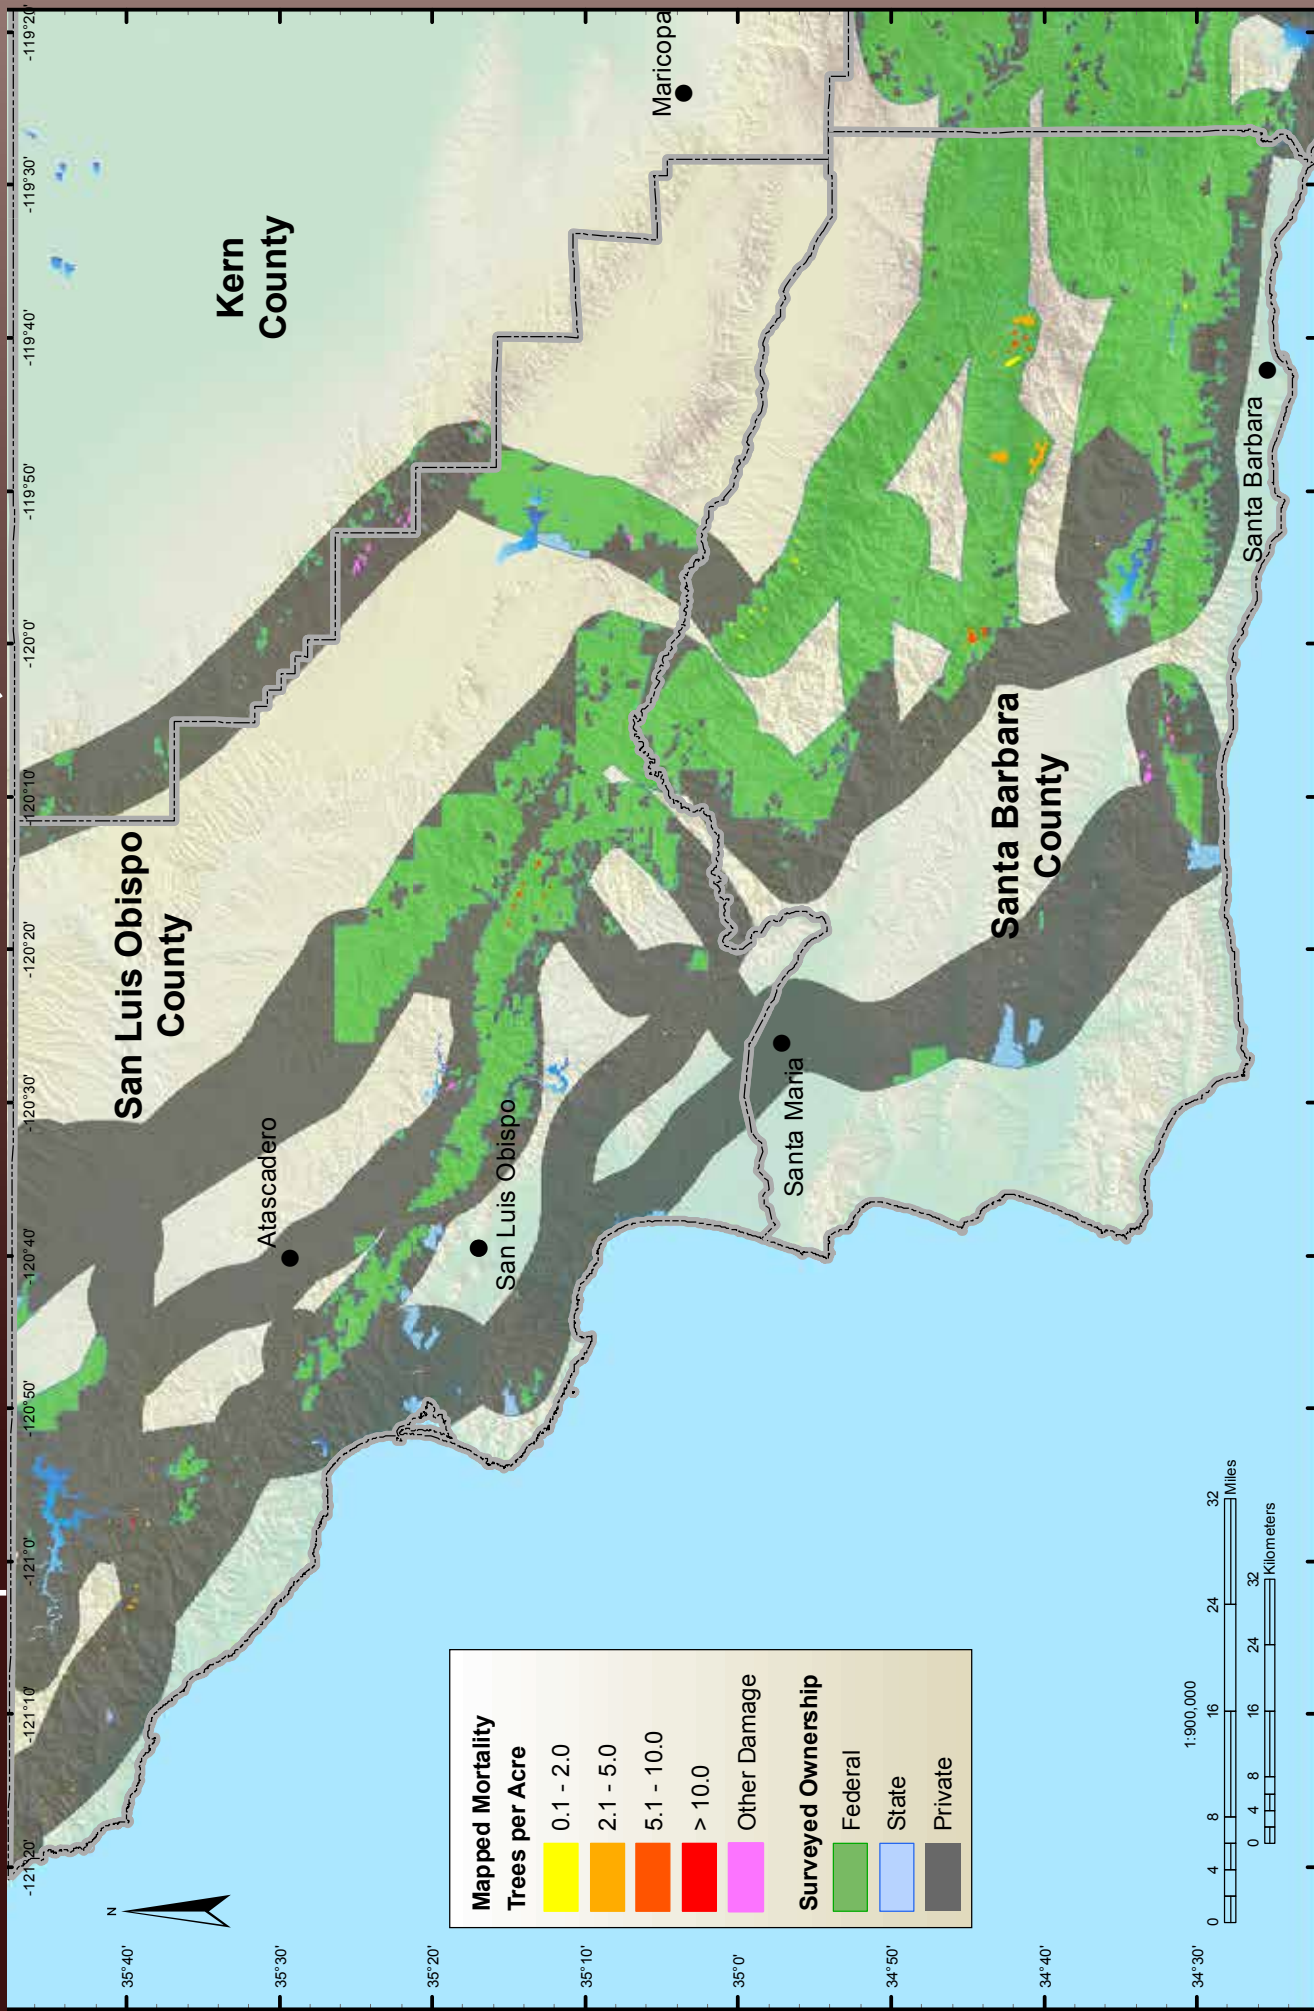 -121°20'
-121°10'
-121°0'
-120°50'
-120°40'
-120°30'
-120°20'
-120°10'
-120°0'
-119°50'
-119°40'
-119°30'
-119°20'
35°40'
35°30'
35°20'
35°10'
35°0'
34°50'
34°40'
34°30'
N
San Luis Obispo
County
Kern
County
Santa Barbara
County
Atascadero
San Luis Obispo
Santa Maria
Santa Barbara
Maricopa
Mapped Mortality
Trees per Acre
0.1 - 2.0
2.1 - 5.0
5.1 - 10.0
> 10.0
Other Damage
Surveyed Ownership
Federal
State
Private
1:900,000
0 4 8 16 24 32
Miles
0 4 8 16 24 32
Kilometers